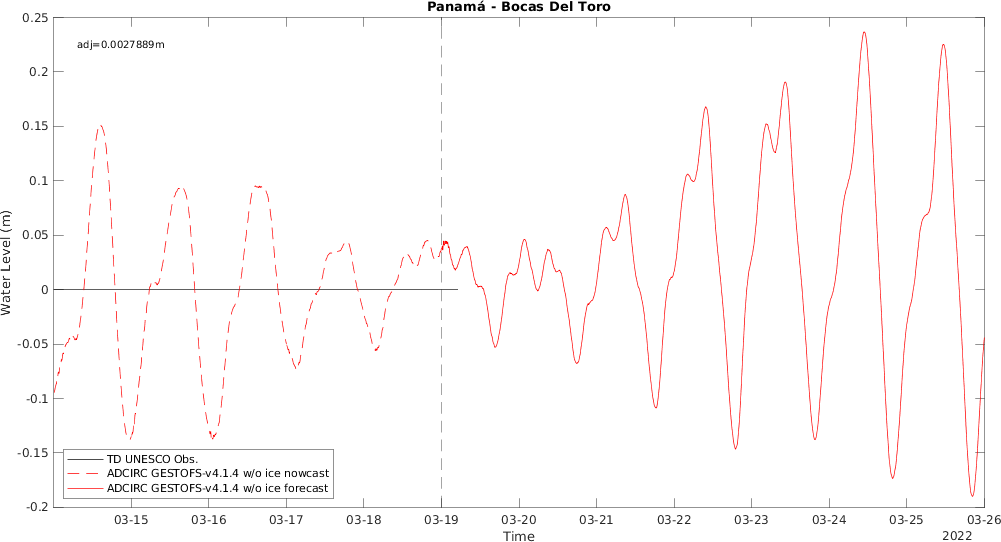 Panamá - Bocas Del Toro
adj=0.0027889m
Water Level (m)
0.25
0.2
0.15
0.1
0.05
0
-0.05
-0.1
-0.15
-0.2
TD UNESCO Obs.
ADCIRC GESTOFS-v4.1.4 w/o ice nowcast
ADCIRC GESTOFS-v4.1.4 w/o ice forecast
03-15 03-16 03-17 03-18 03-19 03-20 03-21 03-22 03-23 03-24 03-25 03-26
Time
2022